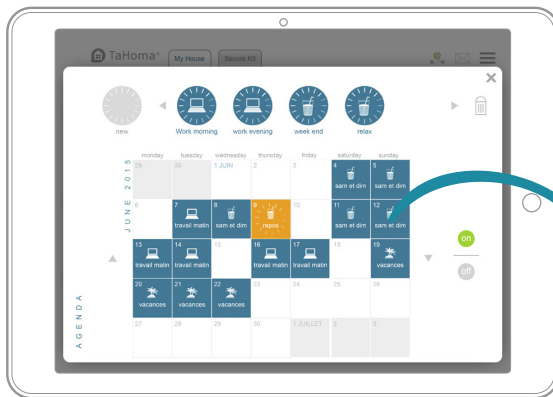 TaHoma® My House Secure Kit
new Work morning work evening week end relax
monday tuesday wednesday thursday friday saturday sunday
JUNE 2015
29 30 1 JUIN 2 3 4 5
sam et dim sam et dim
6 7 8 9 10 11 12
travail matin sam et dim repos sam et dim sam et dim
13 14 15 16 17 18 19
travail matin travail matin travail matin travail matin vacances
20 21 22 23 24 25 26
vacances vacances vacances
27 28 29 30 1 JUILLET 2 3
AGENDA
on
off